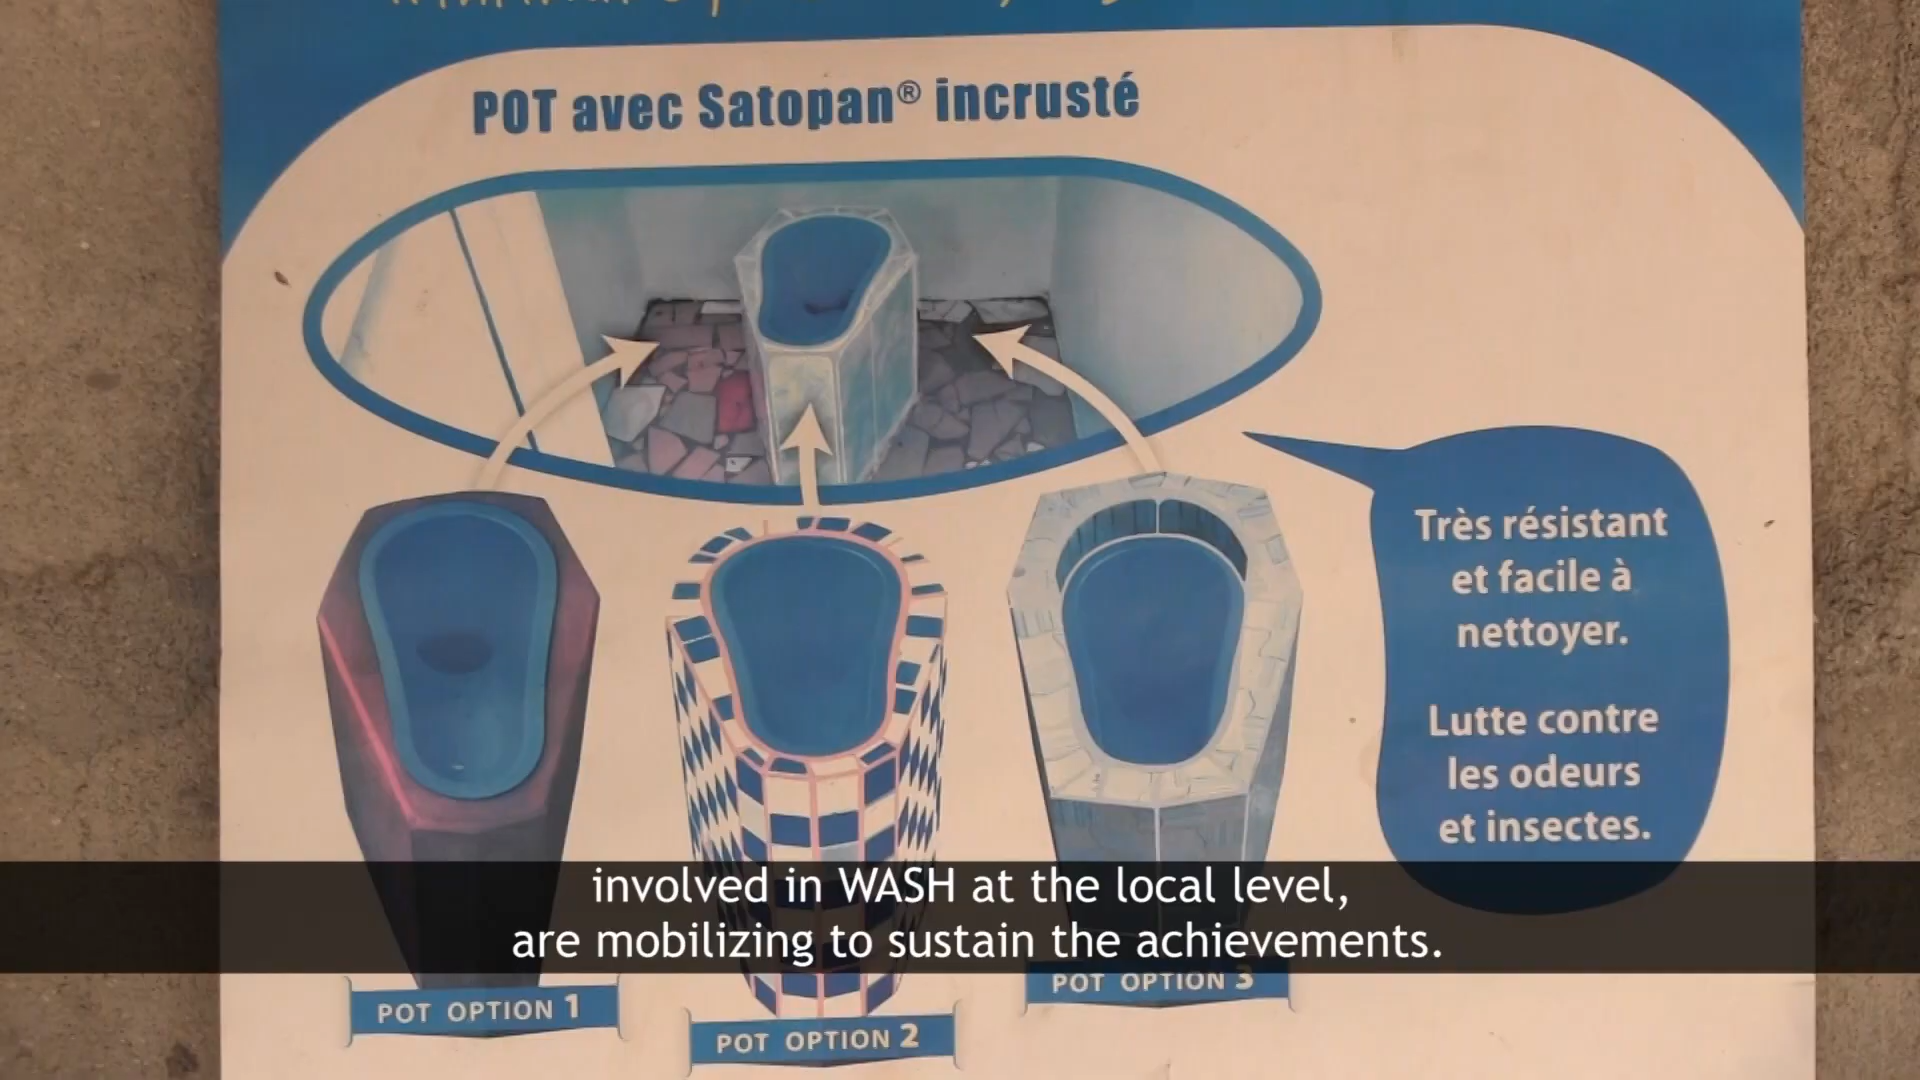 POT avec Satopan® incrusté
Très résistant
et facile à
nettoyer.
Lutte contre
les odeurs
et insectes.
involved in WASH at the local level,
are mobilizing to sustain the achievements.
POT OPTION 1
POT OPTION 2
POT OPTION 3